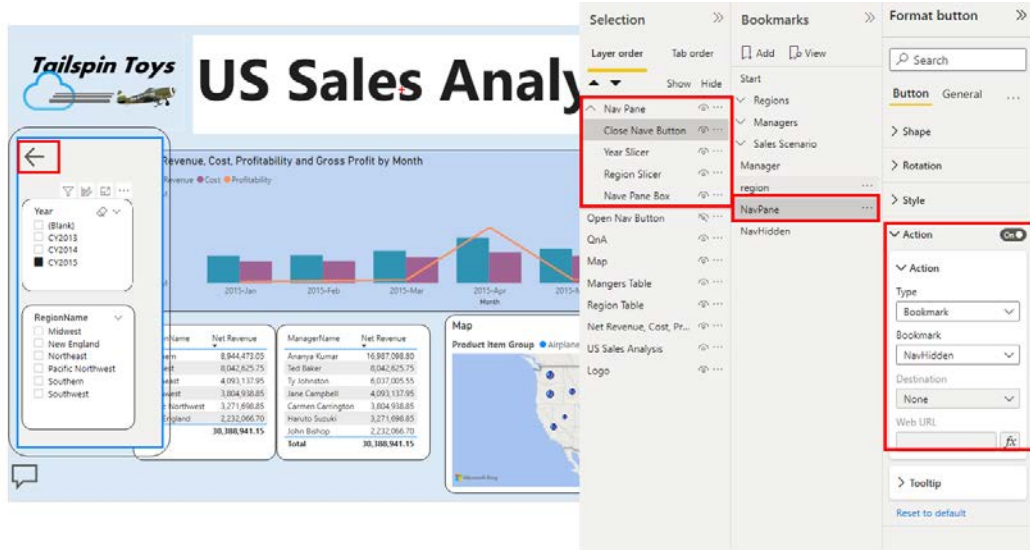 Tailspin Toys
US Sales Analy
Year
(Blank)
CY2013
CY2014
CY2015
RegionName
Midwest
New England
Northeast
Pacific Northwest
Southern
Southwest
Revenue, Cost, Profitability and Gross Profit by Month
Revenue Cost Profitability
2015-Jan 2015-Feb 2015-Mar 2015-Apr
Month
Name Net Revenue
8,944,473.05
8,042,625.75
4,093,137.95
3,804,938.85
Northwest 3,271,698.85
England 2,232,066.70
30,388,941.15
ManagerName Net Revenue
Ananya Kumar 16,987,098.80
Ted Baker 8,042,625.75
Ty Johnston 6,037,005.55
Jane Campbell 4,093,137.95
Carmen Carrington 3,804,938.85
Haruto Suzuki 3,271,698.85
John Bishop 2,232,066.70
Total 30,388,941.15
Map
Product Item Group Airplane
Microsoft Bing
Selection
Layer order Tab order
Show Hide
Nav Pane
Close Nave Button
Year Slicer
Region Slicer
Nave Pane Box
Open Nav Button
QnA
Map
Mangers Table
Region Table
Net Revenue, Cost, Pr...
US Sales Analysis
Logo
Bookmarks
Add View
Start
Regions
Managers
Sales Scenario
Manager
region
NavPane
NavHidden
Format button
Search
Button General
Shape
Rotation
Style
Action On
Action
Type
Bookmark
Bookmark
NavHidden
Destination
None
Web URL
fx
Tooltip
Reset to default